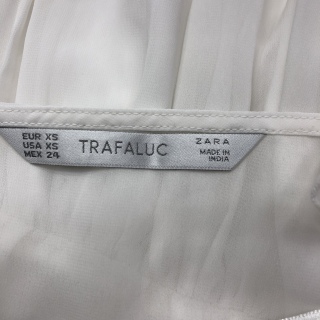 EUR XS
USA XS
MEX 24
TRAFALUC
ZARA
MADE IN
INDIA